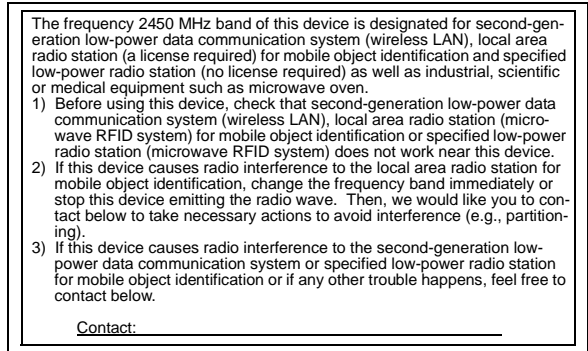 The frequency 2450 MHz band of this device is designated for second-gen-
eration low-power data communication system (wireless LAN), local area
radio station (a license required) for mobile object identification and specified
low-power radio station (no license required) as well as industrial, scientific
or medical equipment such as microwave oven.
1) Before using this device, check that second-generation low-power data
communication system (wireless LAN), local area radio station (micro-
wave RFID system) for mobile object identification or specified low-power
radio station (microwave RFID system) does not work near this device.
2) If this device causes radio interference to the local area radio station for
mobile object identification, change the frequency band immediately or
stop this device emitting the radio wave. Then, we would like you to con-
tact below to take necessary actions to avoid interference (e.g., partition-
ing).
3) If this device causes radio interference to the second-generation low-
power data communication system or specified low-power radio station
for mobile object identification or if any other trouble happens, feel free to
contact below.
Contact: